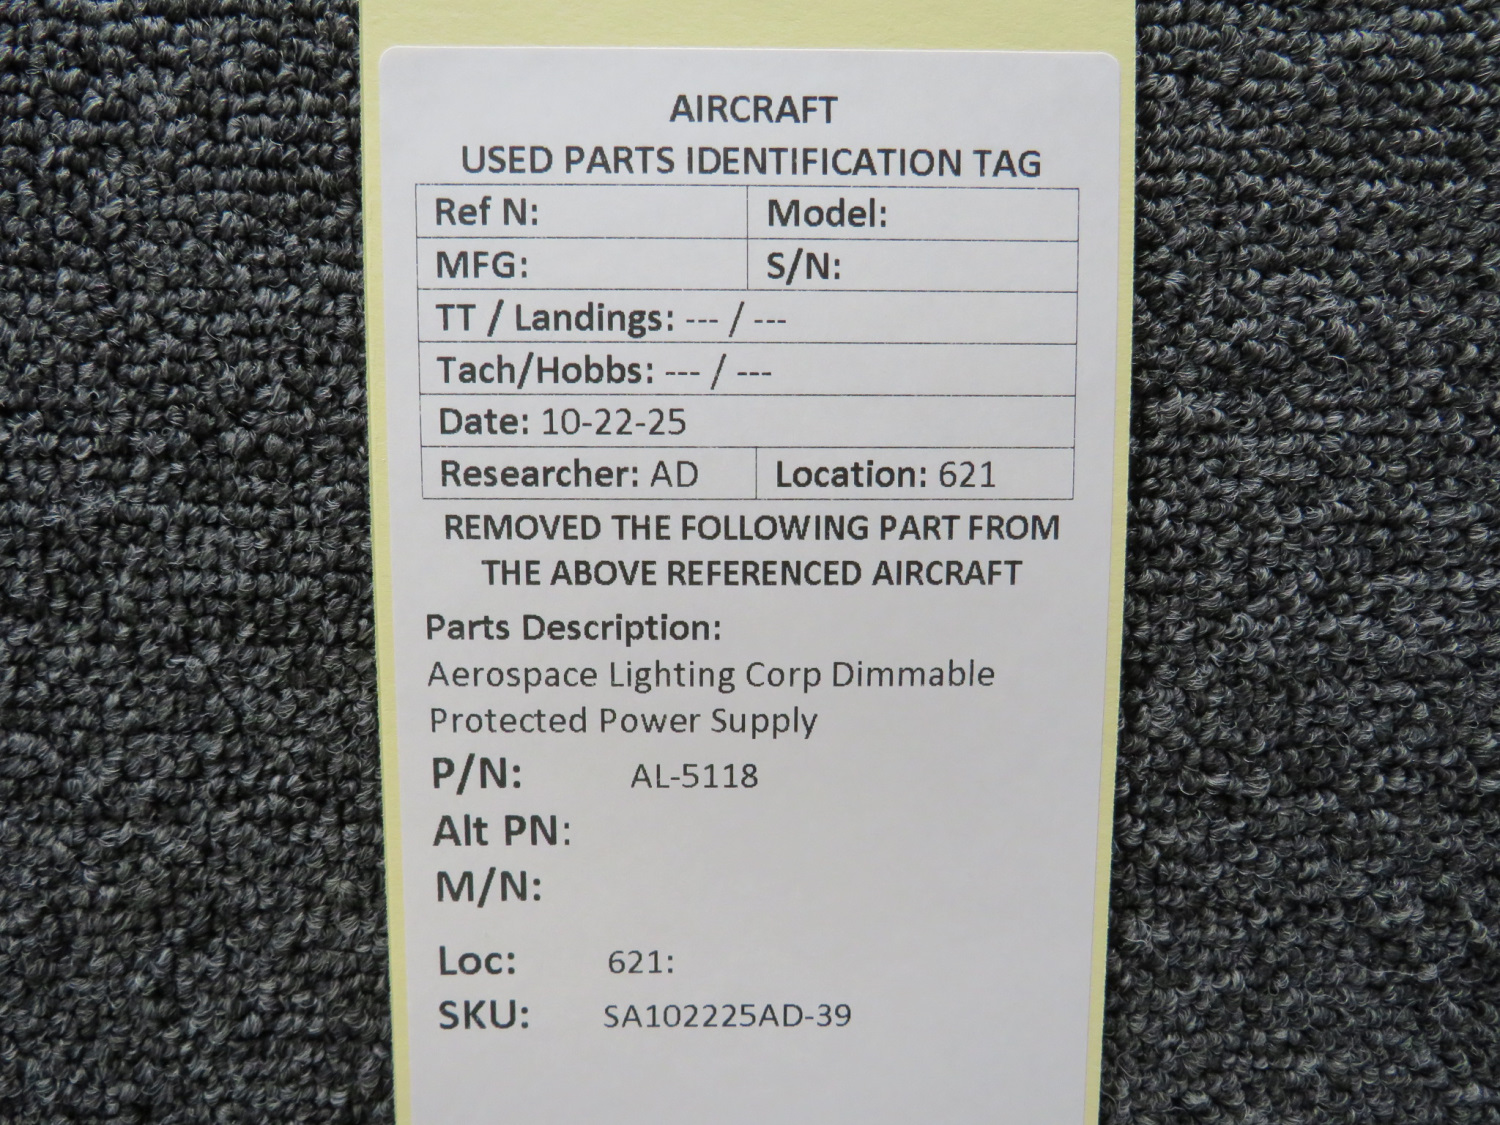 AIRCRAFT
USED PARTS IDENTIFICATION TAG
Ref N: Model:
MFG: S/N:
TT / Landings: --- / ---
Tach/Hobbs: --- / ---
Date: 10-22-25
Researcher: AD Location: 621
REMOVED THE FOLLOWING PART FROM
THE ABOVE REFERENCED AIRCRAFT
Parts Description:
Aerospace Lighting Corp Dimmable
Protected Power Supply
P/N: AL-5118
Alt PN:
M/N:
Loc: 621:
SKU: SA102225AD-39